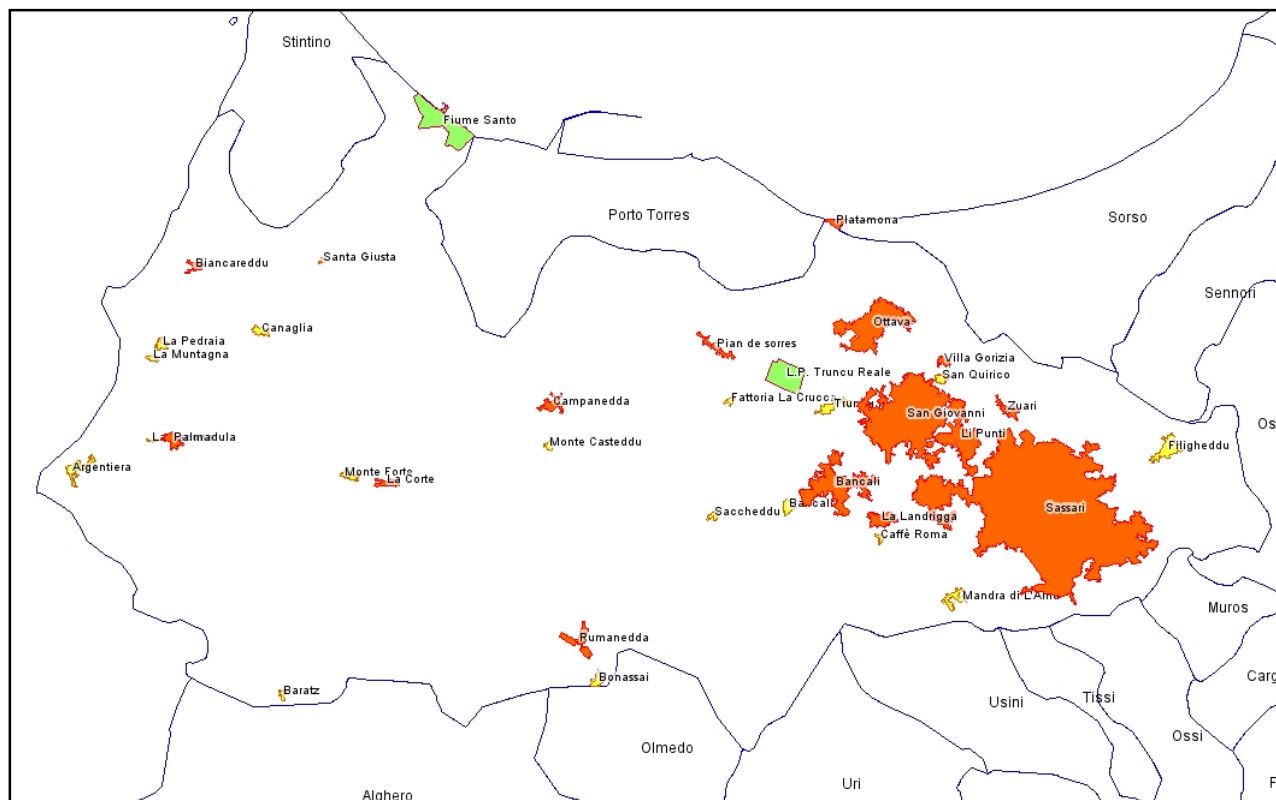 Stintino
Fiume Santo
Porto Torres
Platamona
Sorso
Biancareddu
Santa Giusta
Sennori
Canaglia
Ottava
La Pedraia
La Muntagna
Pian de sorres
Villa Gorizia
L.P. Truncu Reale
San Quirico
Campanedda
Fattoria La Crucca
San Giovanni
Zuari
Li Punti
La Palmadula
Monte Casteddu
Filigheddu
Argentiera
Monte Forte
La Corte
Bancali
Bancali
Saccheddu
Sassari
La Landrigga
Caffè Roma
Mandra di L'Ainu
Muros
Rumanedda
Bonassai
Baratz
Usini
Tissi
Ossi
Olmedo
Uri
Alghero